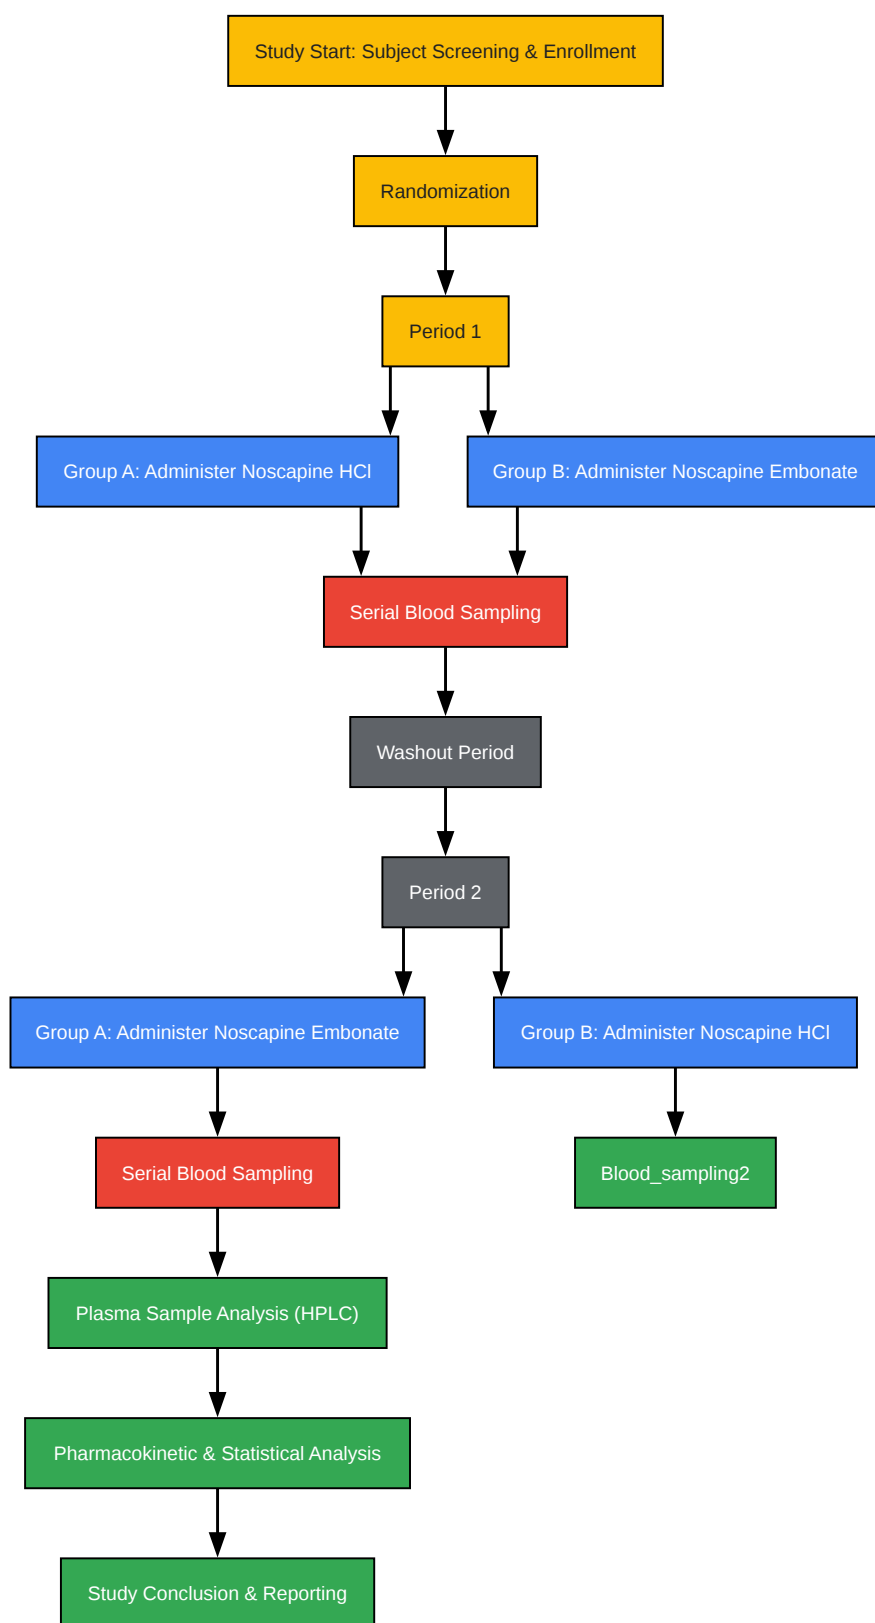 Study Start: Subject Screening & Enrollment
Randomization
Period 1
Group A: Administer Noscapine HCl
Group B: Administer Noscapine Embonate
Serial Blood Sampling
Washout Period
Period 2
Group A: Administer Noscapine Embonate
Group B: Administer Noscapine HCl
Serial Blood Sampling
Blood_sampling2
Plasma Sample Analysis (HPLC)
Pharmacokinetic & Statistical Analysis
Study Conclusion & Reporting